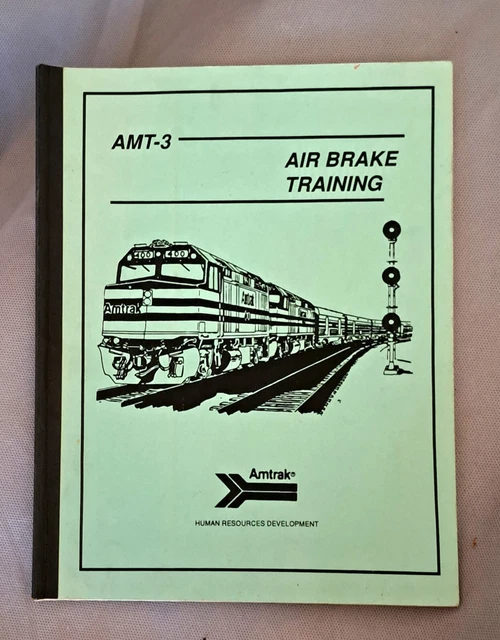 AMT-3
AIR BRAKE
TRAINING
400 400
Amtrak
Amtrak
Amtrak®
HUMAN RESOURCES DEVELOPMENT